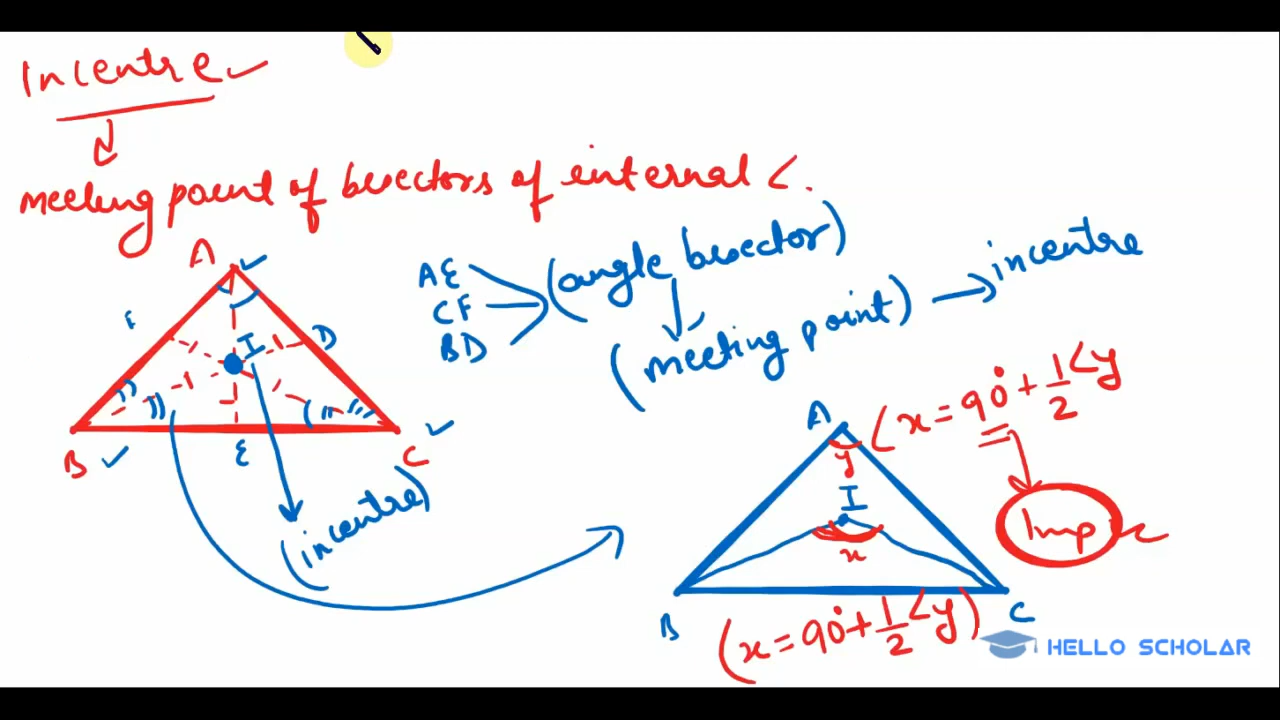 Incentre ✓
meeting point of bisectors of internal <.
A
F
I
D
B
E
C
(incentre)
AE
CF
BD
(angle bisector)
(meeting point) → incentre
(x = 90° + 1/2 <y
Imp
A
y
I
x
B
C
(x = 90° + 1/2 <y)
HELLO SCHOLAR